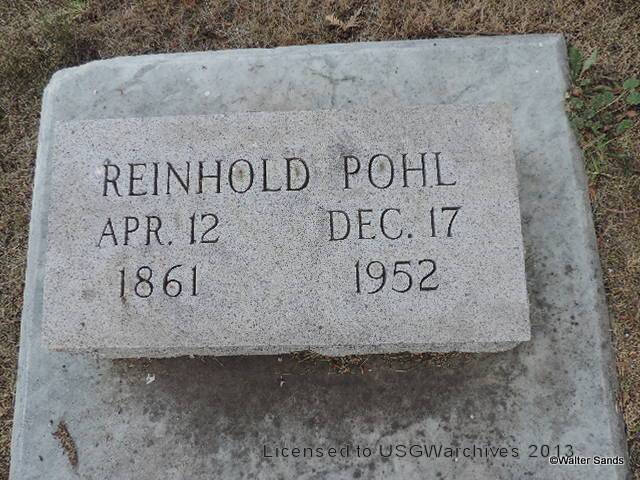 REINHOLD POHL
APR. 12 DEC. 17
1861 1952
Licensed to USGWarchives 2013
©Walter Sands